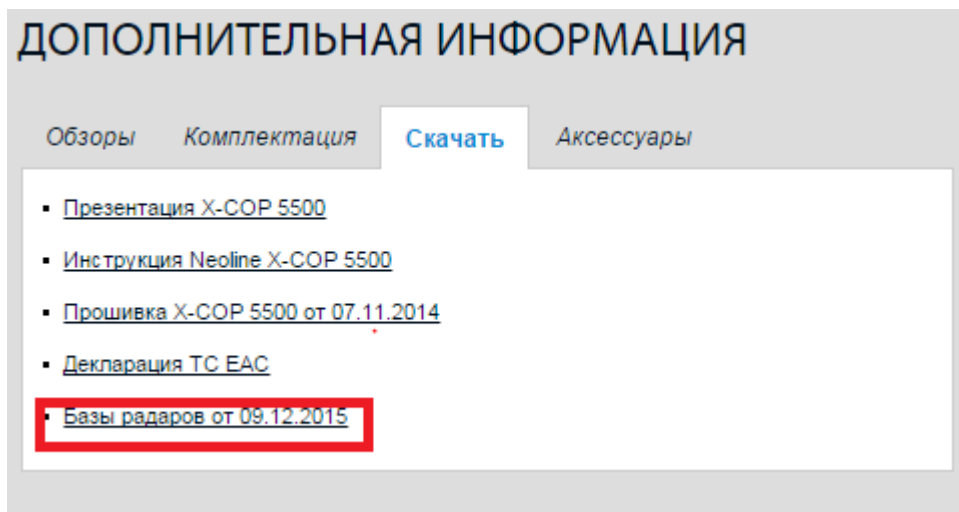 ДОПОЛНИТЕЛЬНАЯ ИНФОРМАЦИЯ
Обзоры Комплектация Скачать Аксессуары
Презентация X-COP 5500
Инструкция Neoline X-COP 5500
Прошивка X-COP 5500 от 07.11.2014
Декларация ТС ЕАС
Базы радаров от 09.12.2015